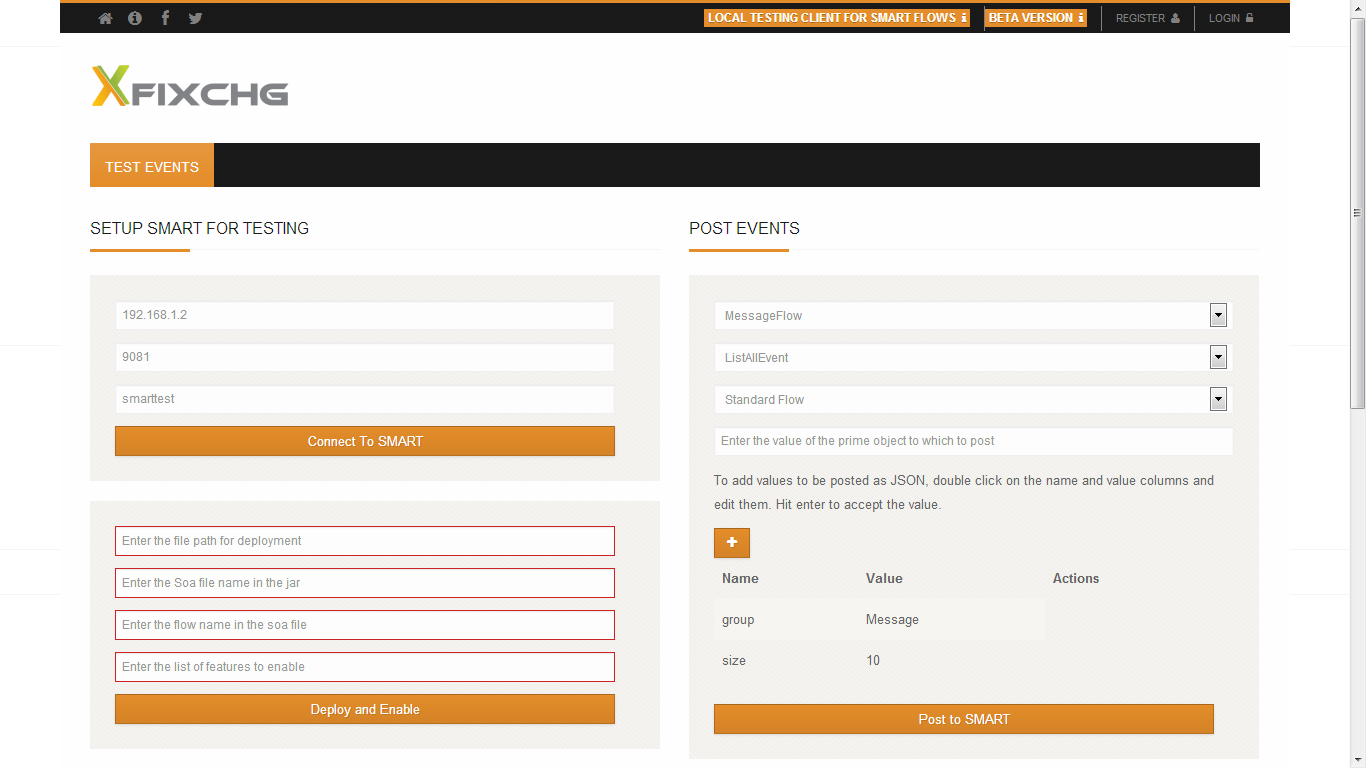 LOCAL TESTING CLIENT FOR SMART FLOWS
BETA VERSION
REGISTER
LOGIN
XFIXCHG
TEST EVENTS
SETUP SMART FOR TESTING
192.168.1.2
9081
smarttest
Connect To SMART
Enter the file path for deployment
Enter the Soa file name in the jar
Enter the flow name in the soa file
Enter the list of features to enable
Deploy and Enable
POST EVENTS
MessageFlow
ListAllEvent
Standard Flow
Enter the value of the prime object to which to post
To add values to be posted as JSON, double click on the name and value columns and
edit them. Hit enter to accept the value.
Name Value Actions
group Message
size 10
Post to SMART